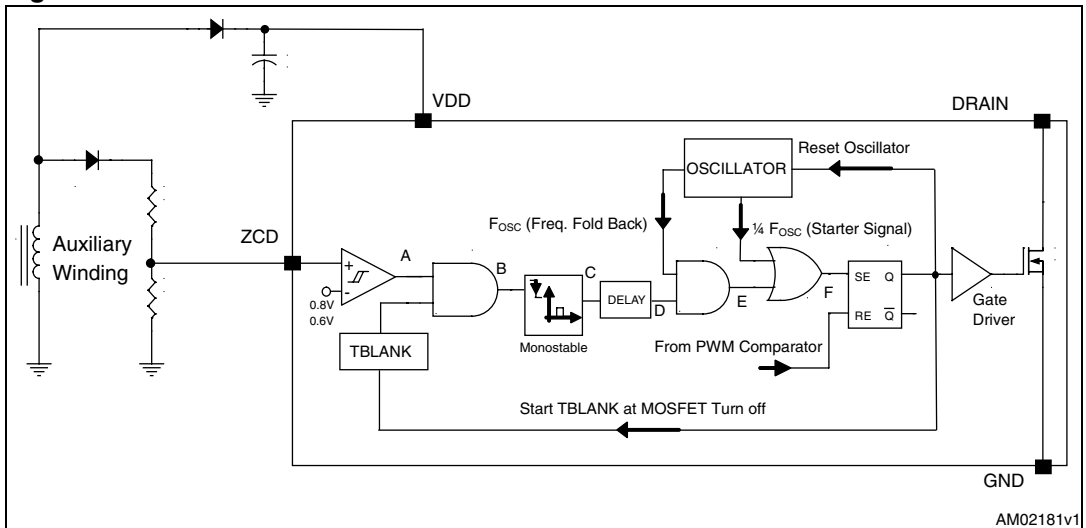 VDD
DRAIN
Reset Oscillator
OSCILLATOR
FOSC (Freq. Fold Back)
¼ FOSC (Starter Signal)
Auxiliary
Winding
ZCD
A
B
C
D
E
F
+
-
0.8V
0.6V
TBLANK
Monostable
DELAY
SE Q
RE Q̅
Gate
Driver
From PWM Comparator
Start TBLANK at MOSFET Turn off
GND
AM02181v1